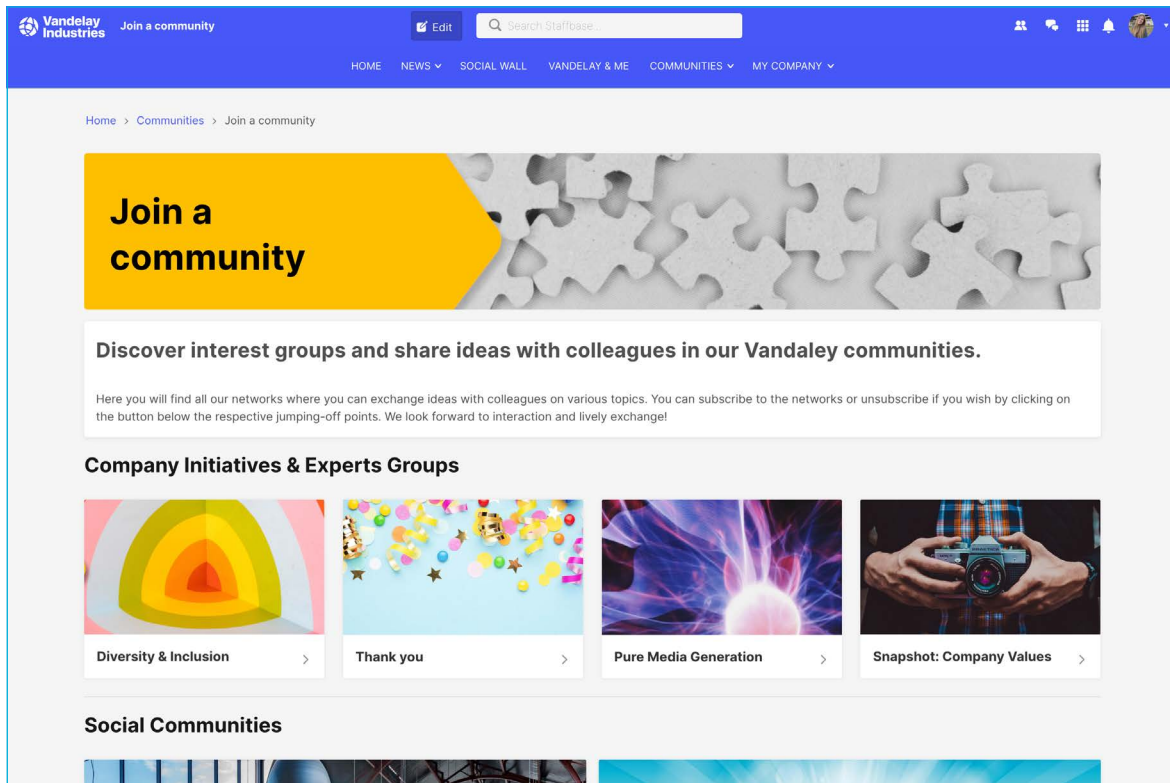 Vandelay
Industries
Join a community
Edit
Search Staffbase...
HOME NEWS SOCIAL WALL VANDELAY & ME COMMUNITIES MY COMPANY
Home > Communities > Join a community
Join a
community
Discover interest groups and share ideas with colleagues in our Vandaley communities.
Here you will find all our networks where you can exchange ideas with colleagues on various topics. You can subscribe to the networks or unsubscribe if you wish by clicking on
the button below the respective jumping-off points. We look forward to interaction and lively exchange!
Company Initiatives & Experts Groups
PRAKTICA
Diversity & Inclusion
Thank you
Pure Media Generation
Snapshot: Company Values
Social Communities